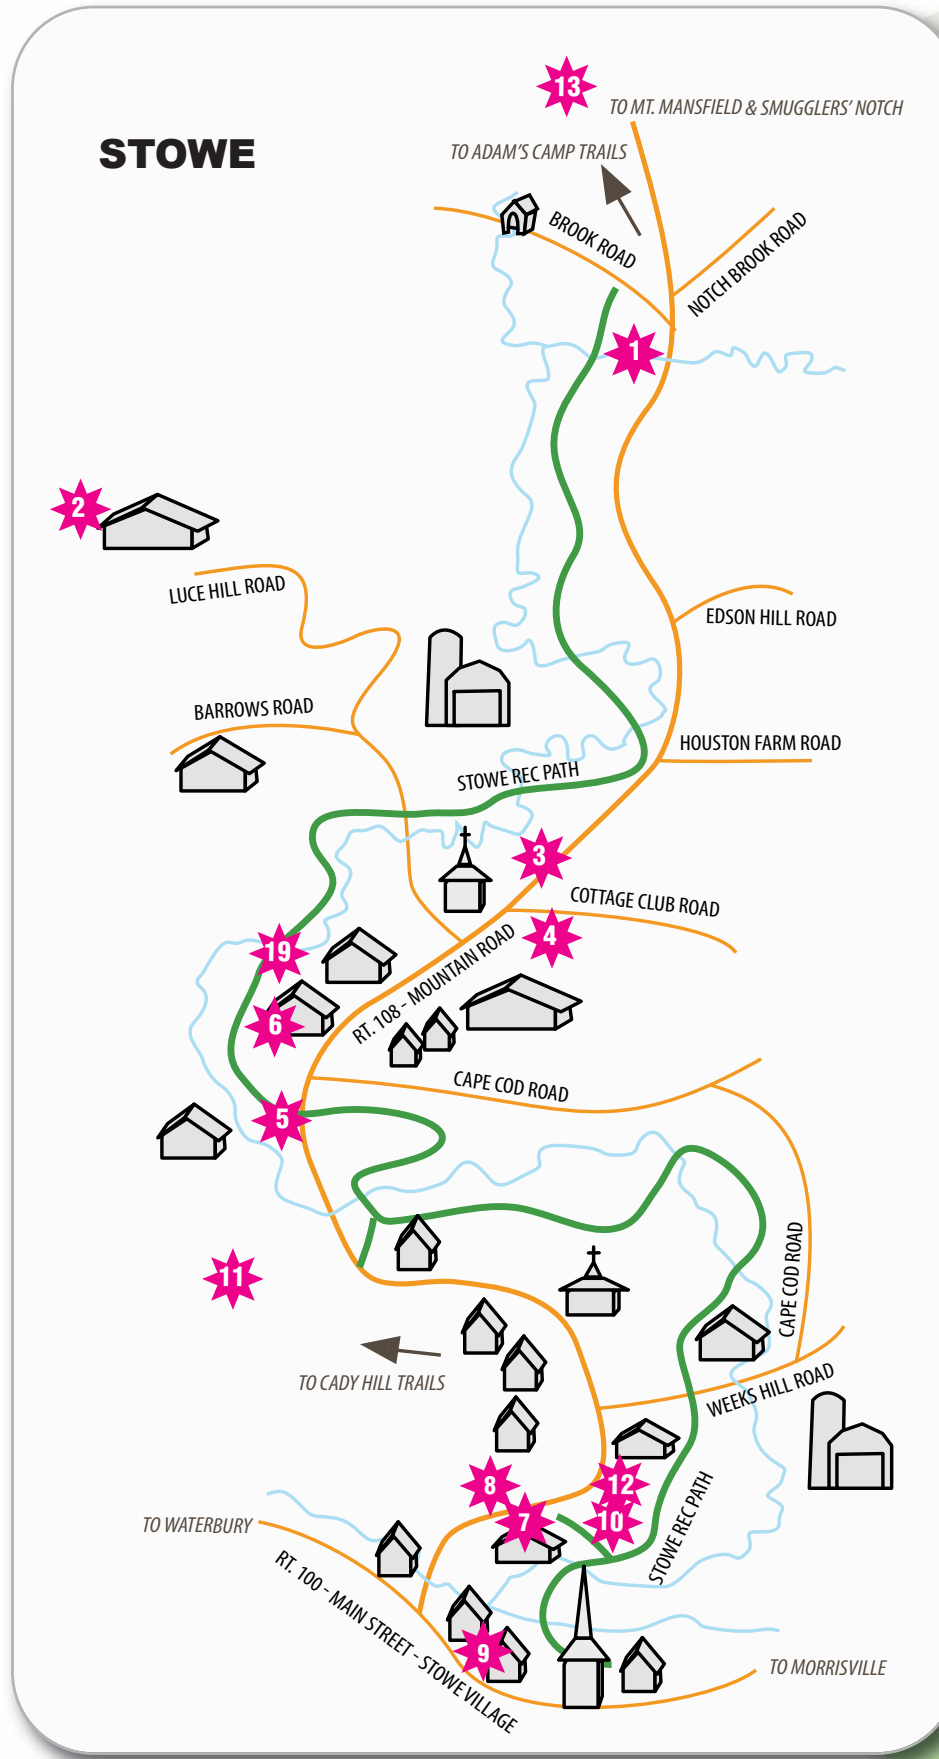 13
TO MT. MANSFIELD & SMUGGLERS' NOTCH
STOWE
TO ADAM'S CAMP TRAILS
BROOK ROAD
NOTCH BROOK ROAD
1
2
LUCE HILL ROAD
EDSON HILL ROAD
BARROWS ROAD
HOUSTON FARM ROAD
STOWE REC PATH
3
COTTAGE CLUB ROAD
4
19
RT. 108 - MOUNTAIN ROAD
6
CAPE COD ROAD
5
11
CAPE COD ROAD
TO CADY HILL TRAILS
WEEKS HILL ROAD
8
12
7
10
STOWE REC PATH
TO WATERBURY
RT. 100 - MAIN STREET - STOWE VILLAGE
9
TO MORRISVILLE